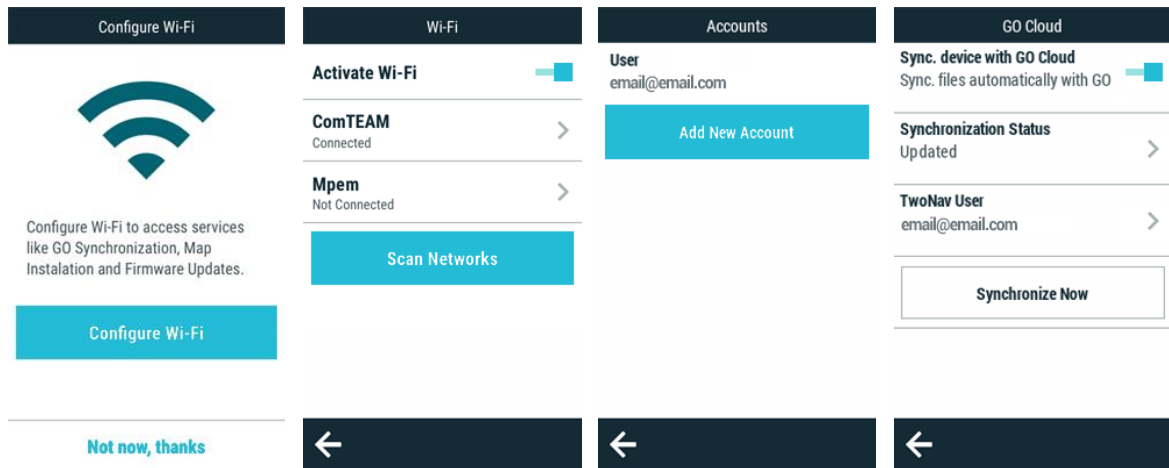 Configure Wi-Fi
Configure Wi-Fi to access services
like GO Synchronization, Map
Instalation and Firmware Updates.
Configure Wi-Fi
Not now, thanks
Wi-Fi
Activate Wi-Fi
ComTEAM
Connected
Mpem
Not Connected
Scan Networks
Accounts
User
email@email.com
Add New Account
GO Cloud
Sync. device with GO Cloud
Sync. files automatically with GO
Synchronization Status
Updated
TwoNav User
email@email.com
Synchronize Now